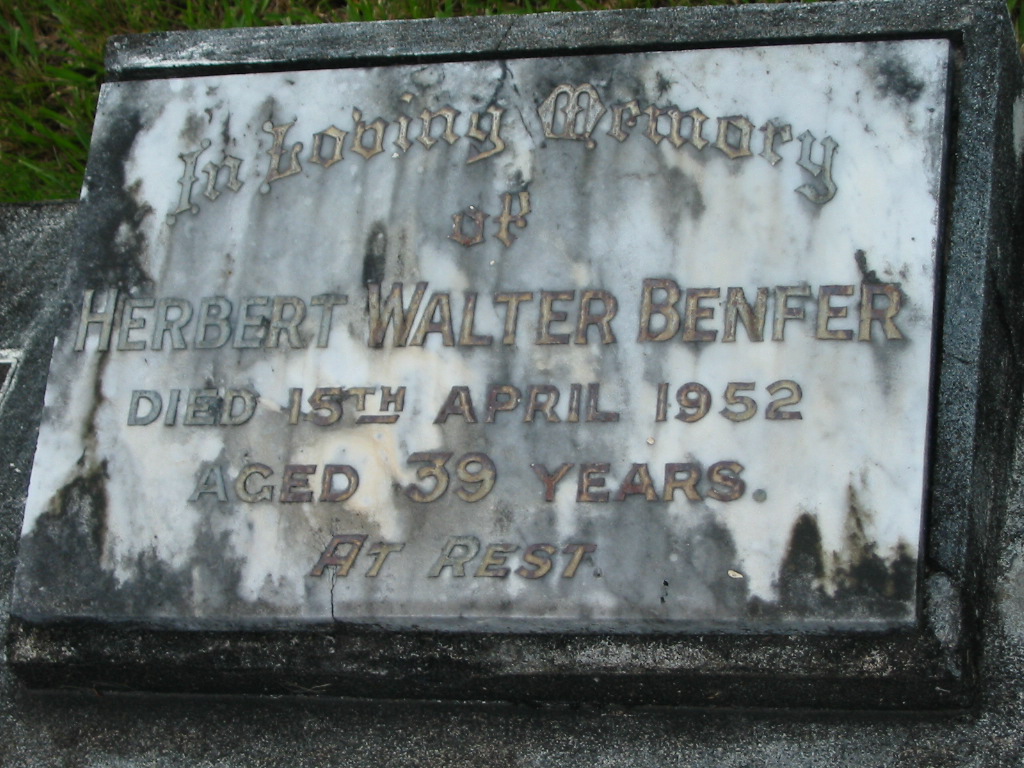 In Loving Memory
of
HERBERT WALTER BENFER
DIED 15TH APRIL 1952
AGED 39 YEARS.
AT REST.